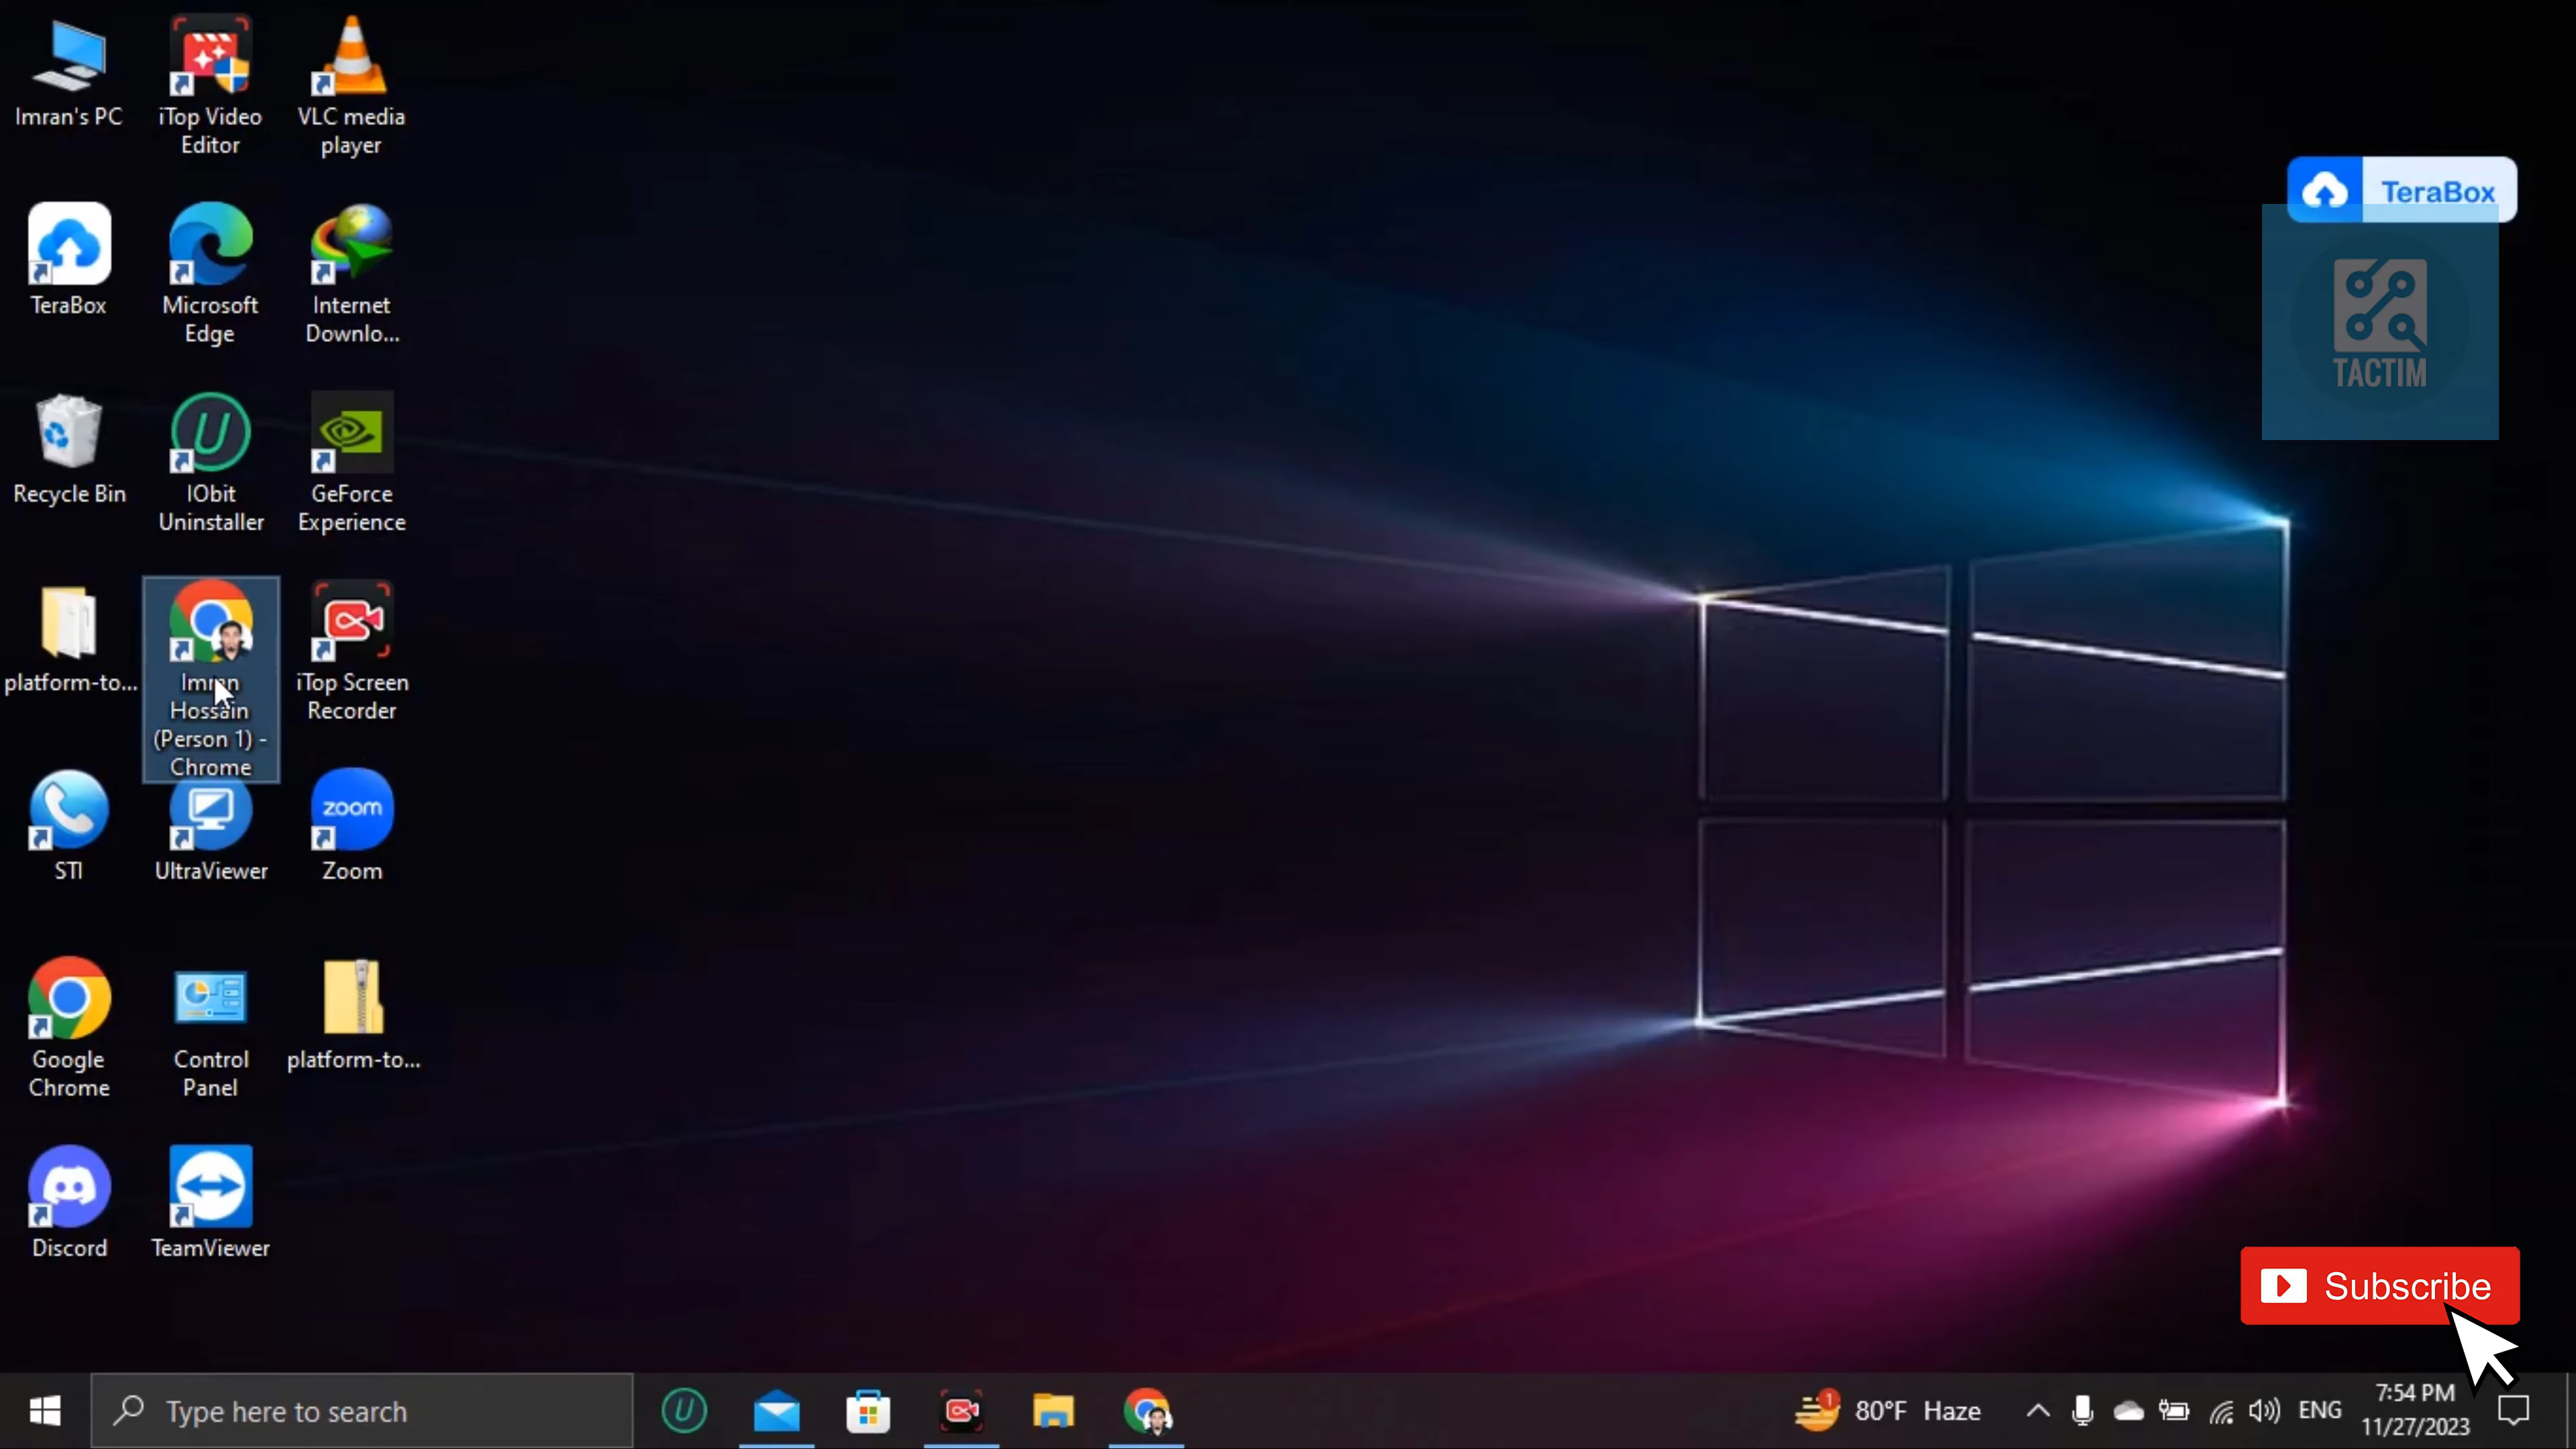 Imran's PC
iTop Video
Editor
VLC media
player
TeraBox
Microsoft
Edge
Internet
Downlo...
TeraBox
TACTIM
Recycle Bin
IObit
Uninstaller
GeForce
Experience
platform-to...
Imran
Hossain
(Person 1) -
Chrome
iTop Screen
Recorder
STI
UltraViewer
zoom
Zoom
Google
Chrome
Control
Panel
platform-to...
Discord
TeamViewer
Subscribe
Type here to search
1
80°F Haze
ENG
7:54 PM
11/27/2023